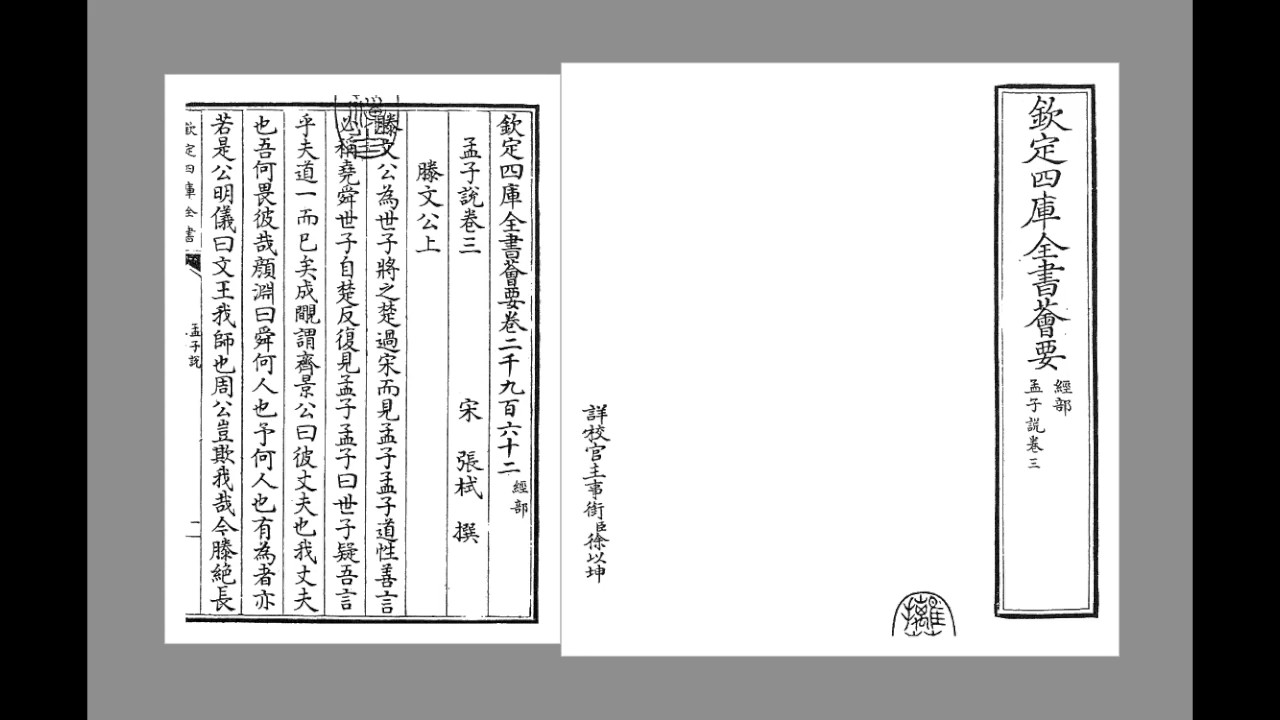 欽定四庫全書薈要
經部
孟子說卷三
詳校官主事銜臣徐以坤
欽定四庫全書薈要卷二千九百六十二
經部
孟子說卷三
宋 張栻 撰
滕文公上
滕文公為世子將之楚過宋而見孟子孟子道性善言
必稱堯舜世子自楚反復見孟子孟子曰世子疑吾言
乎夫道一而已矣成覸謂齊景公曰彼丈夫也我丈夫
也吾何畏彼哉顔淵曰舜何人也予何人也有為者亦
若是公明儀曰文王我師也周公豈欺我哉今滕絶長
欽定四庫全書
孟子說